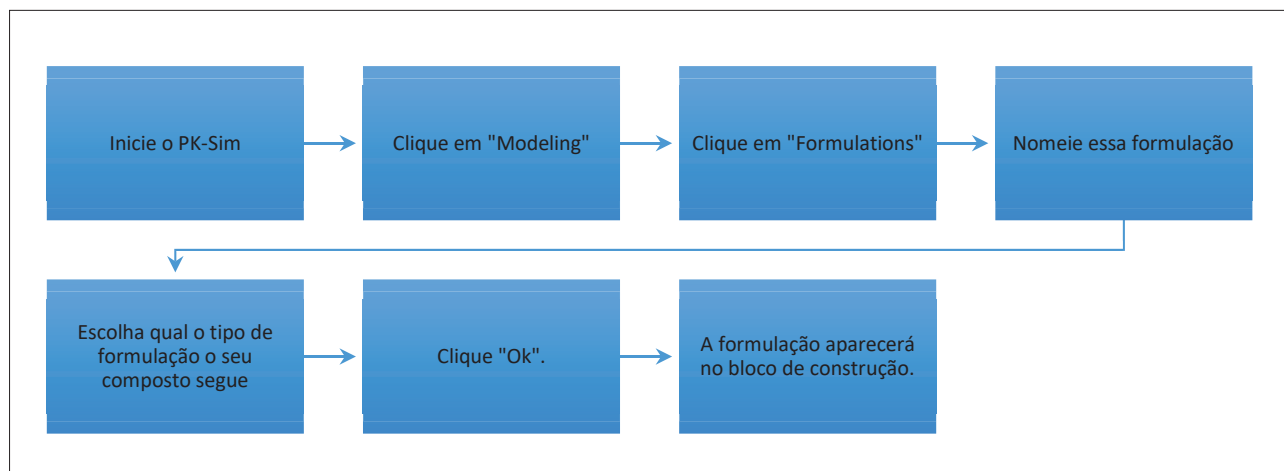 Inicie o PK-Sim
Clique em "Modeling"
Clique em "Formulations"
Nomeie essa formulação
Escolha qual o tipo de
formulação o seu
composto segue
Clique "Ok".
A formulação aparecerá
no bloco de construção.